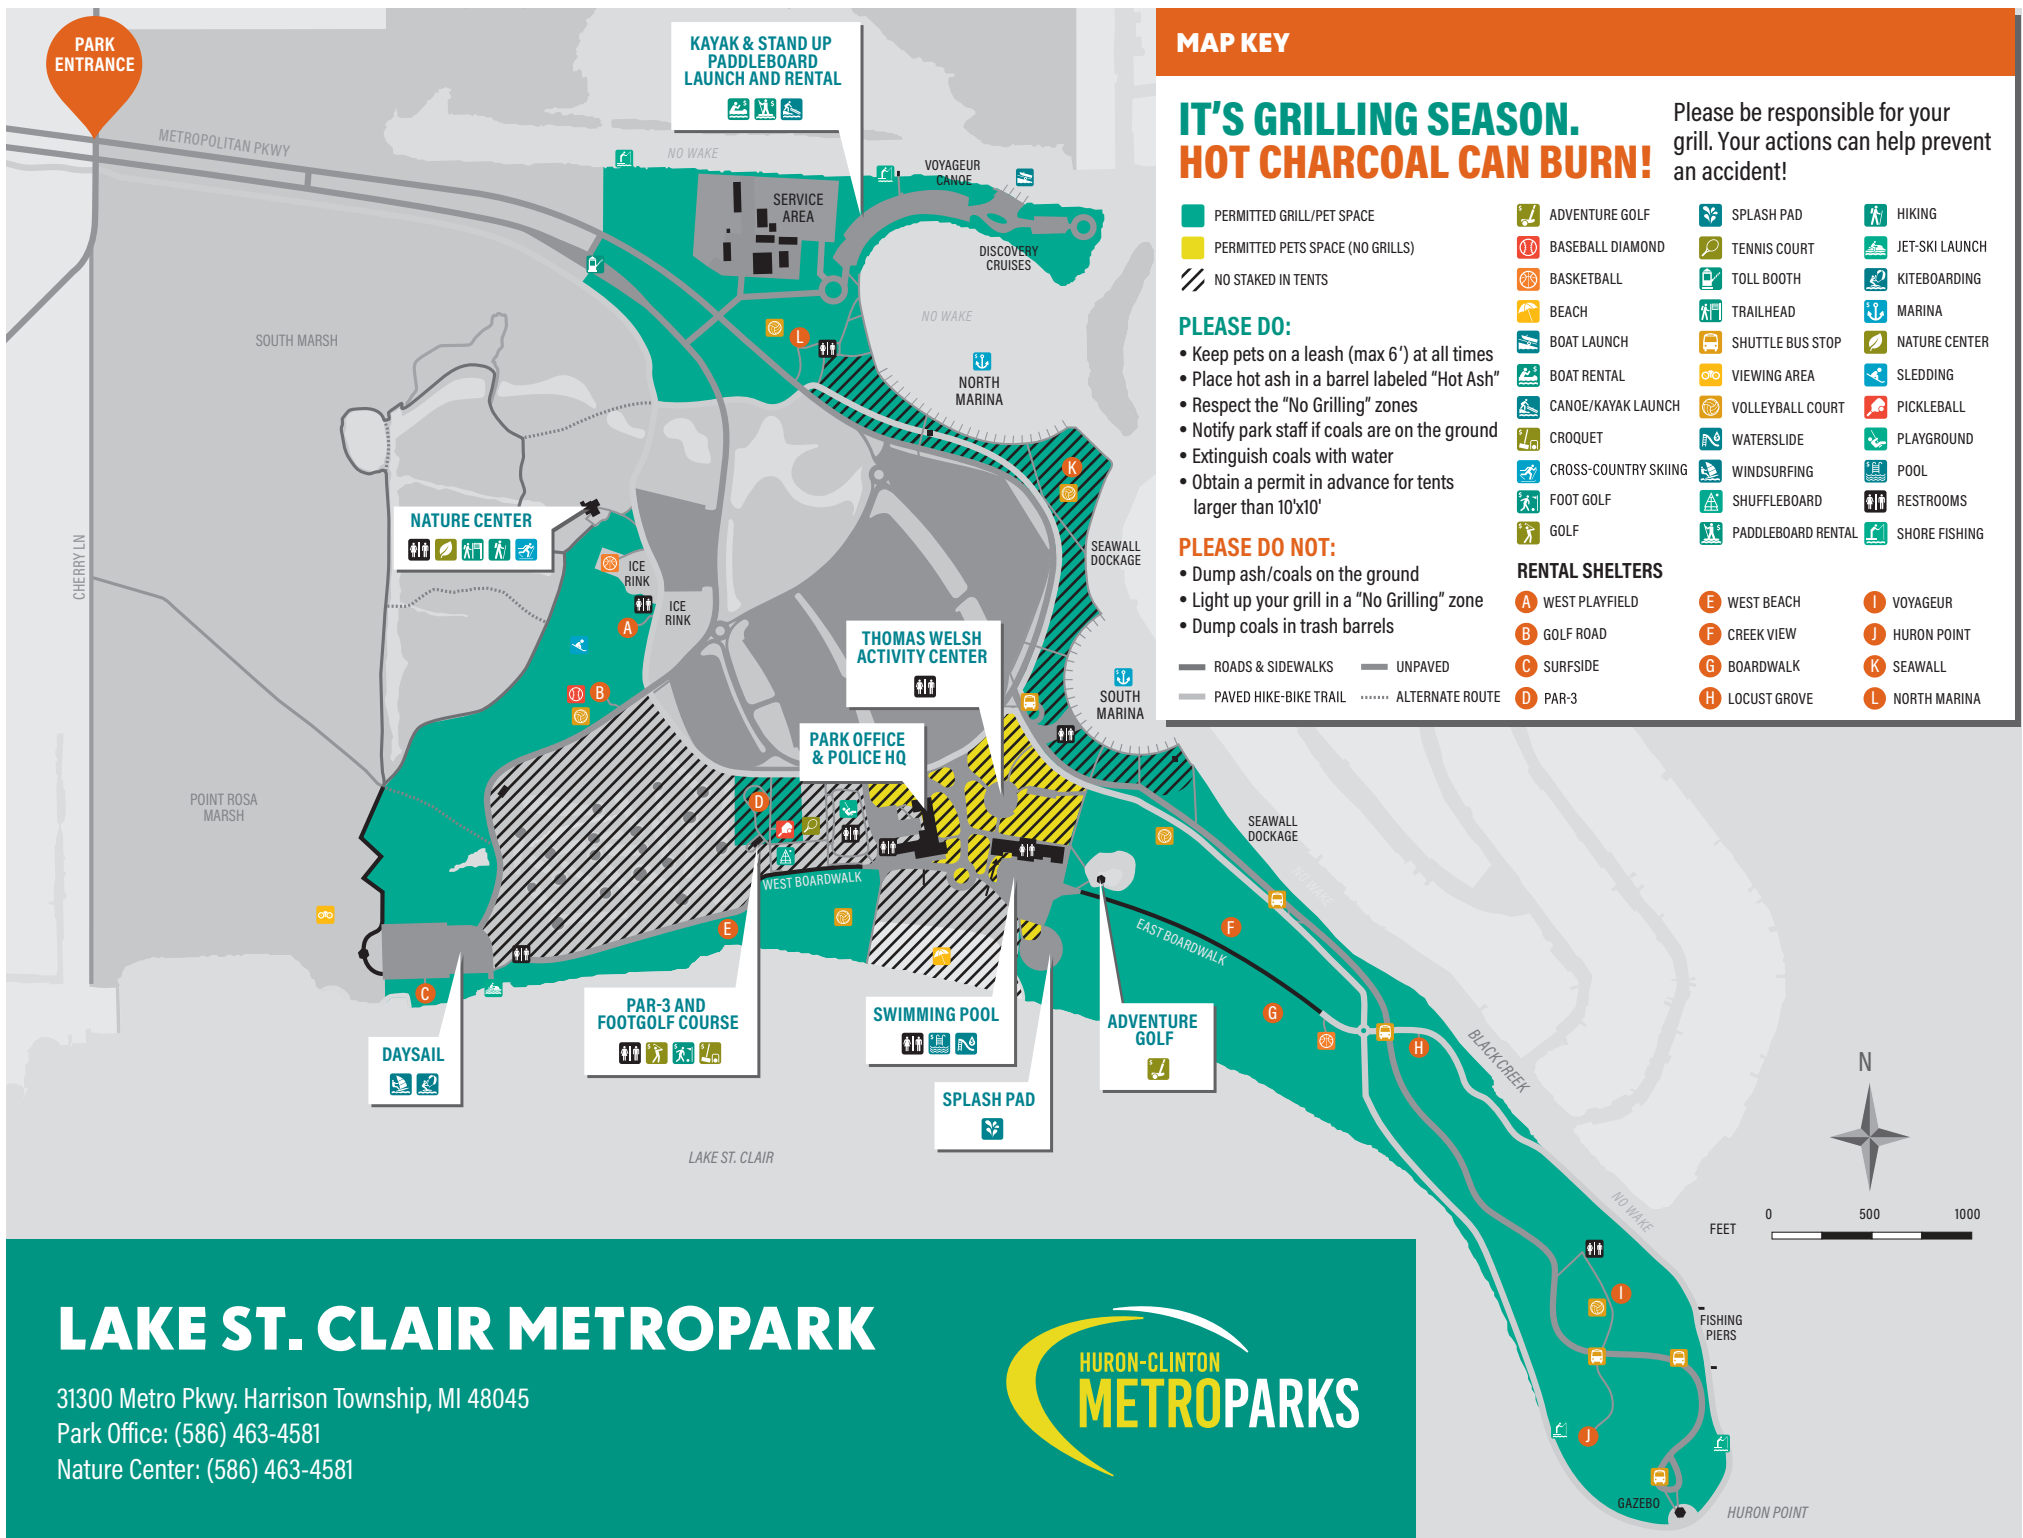 PARK
ENTRANCE
METROPOLITAN PKWY
KAYAK & STAND UP
PADDLEBOARD
LAUNCH AND RENTAL
NO WAKE
VOYAGEUR
CANOE
SERVICE
AREA
DISCOVERY
CRUISES
NO WAKE
L
NORTH
MARINA
SOUTH MARSH
K
SEAWALL
DOCKAGE
NATURE CENTER
CHERRY LN
ICE
RINK
ICE
RINK
A
B
THOMAS WELSH
ACTIVITY CENTER
SOUTH
MARINA
PARK OFFICE
& POLICE HQ
POINT ROSA
MARSH
D
SEAWALL
DOCKAGE
WEST BOARDWALK
NO WAKE
E
F
EAST BOARDWALK
C
G
H
PAR-3 AND
FOOTGOLF COURSE
SWIMMING POOL
ADVENTURE
GOLF
DAYSAIL
SPLASH PAD
BLACK CREEK
LAKE ST. CLAIR
NO WAKE
N
0 500 1000
FEET
I
FISHING
PIERS
J
GAZEBO
HURON POINT
MAP KEY
IT'S GRILLING SEASON.
HOT CHARCOAL CAN BURN!
Please be responsible for your
grill. Your actions can help prevent
an accident!
PERMITTED GRILL/PET SPACE
PERMITTED PETS SPACE (NO GRILLS)
NO STAKED IN TENTS
PLEASE DO:
• Keep pets on a leash (max 6') at all times
• Place hot ash in a barrel labeled "Hot Ash"
• Respect the "No Grilling" zones
• Notify park staff if coals are on the ground
• Extinguish coals with water
• Obtain a permit in advance for tents
larger than 10'x10'
PLEASE DO NOT:
• Dump ash/coals on the ground
• Light up your grill in a "No Grilling" zone
• Dump coals in trash barrels
ROADS & SIDEWALKS
UNPAVED
PAVED HIKE-BIKE TRAIL
ALTERNATE ROUTE
ADVENTURE GOLF
BASEBALL DIAMOND
BASKETBALL
BEACH
BOAT LAUNCH
BOAT RENTAL
CANOE/KAYAK LAUNCH
CROQUET
CROSS-COUNTRY SKIING
FOOT GOLF
GOLF
SPLASH PAD
TENNIS COURT
TOLL BOOTH
TRAILHEAD
SHUTTLE BUS STOP
VIEWING AREA
VOLLEYBALL COURT
WATERSLIDE
WINDSURFING
SHUFFLEBOARD
PADDLEBOARD RENTAL
HIKING
JET-SKI LAUNCH
KITEBOARDING
MARINA
NATURE CENTER
SLEDDING
PICKLEBALL
PLAYGROUND
POOL
RESTROOMS
SHORE FISHING
RENTAL SHELTERS
A WEST PLAYFIELD
B GOLF ROAD
C SURFSIDE
D PAR-3
E WEST BEACH
F CREEK VIEW
G BOARDWALK
H LOCUST GROVE
I VOYAGEUR
J HURON POINT
K SEAWALL
L NORTH MARINA
LAKE ST. CLAIR METROPARK
31300 Metro Pkwy. Harrison Township, MI 48045
Park Office: (586) 463-4581
Nature Center: (586) 463-4581
HURON-CLINTON
METROPARKS